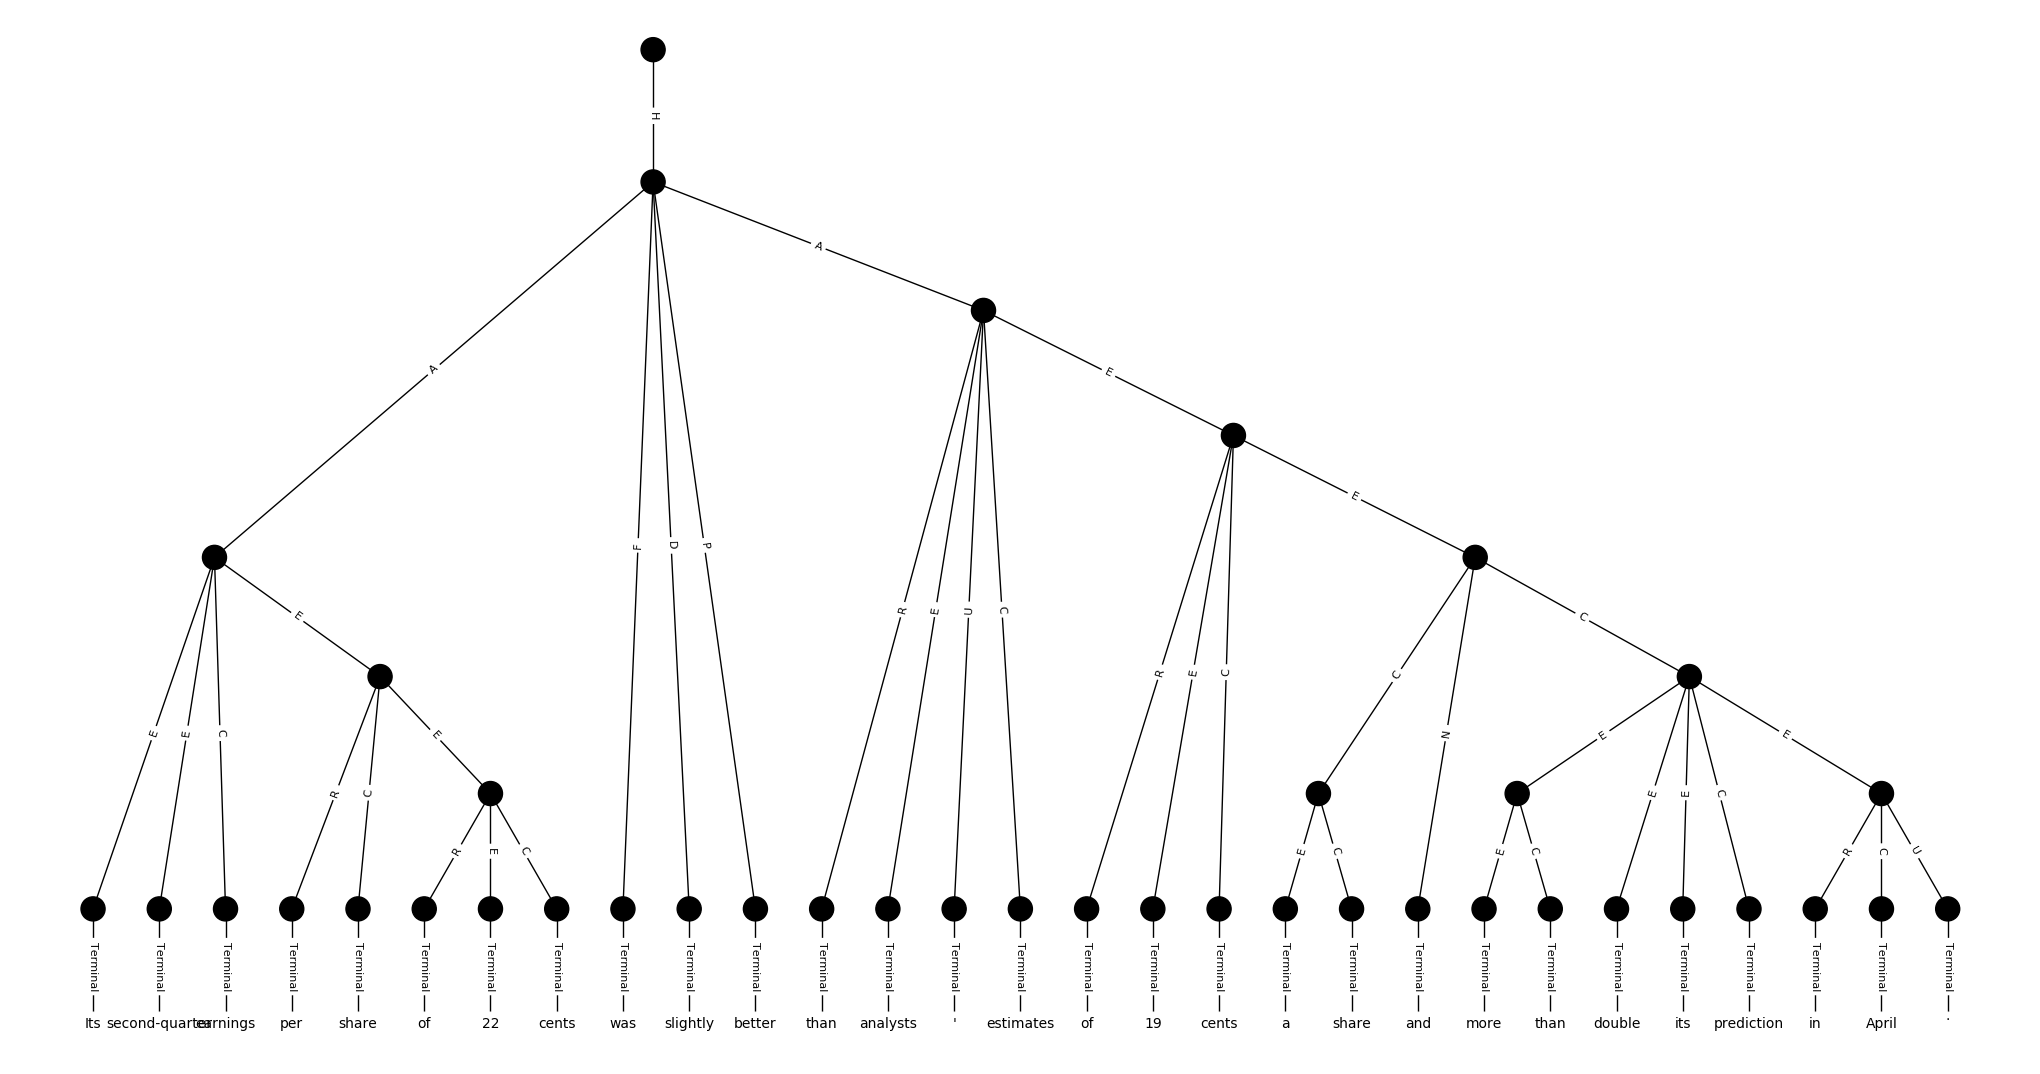 H
A
A
E
E
E
C
C
N
E
E
E
E
C
E
E
R
C
E
R
E
C
F
D
P
R
E
U
C
R
E
C
E
C
E
C
E
E
C
R
C
U
Terminal Terminal Terminal Terminal Terminal Terminal Terminal Terminal Terminal Terminal Terminal Terminal Terminal Terminal Terminal Terminal Terminal Terminal Terminal Terminal Terminal Terminal Terminal Terminal Terminal Terminal Terminal Terminal Terminal
Its second-quarter earnings per share of 22 cents was slightly better than analysts ' estimates of 19 cents a share and more than double its prediction in April .